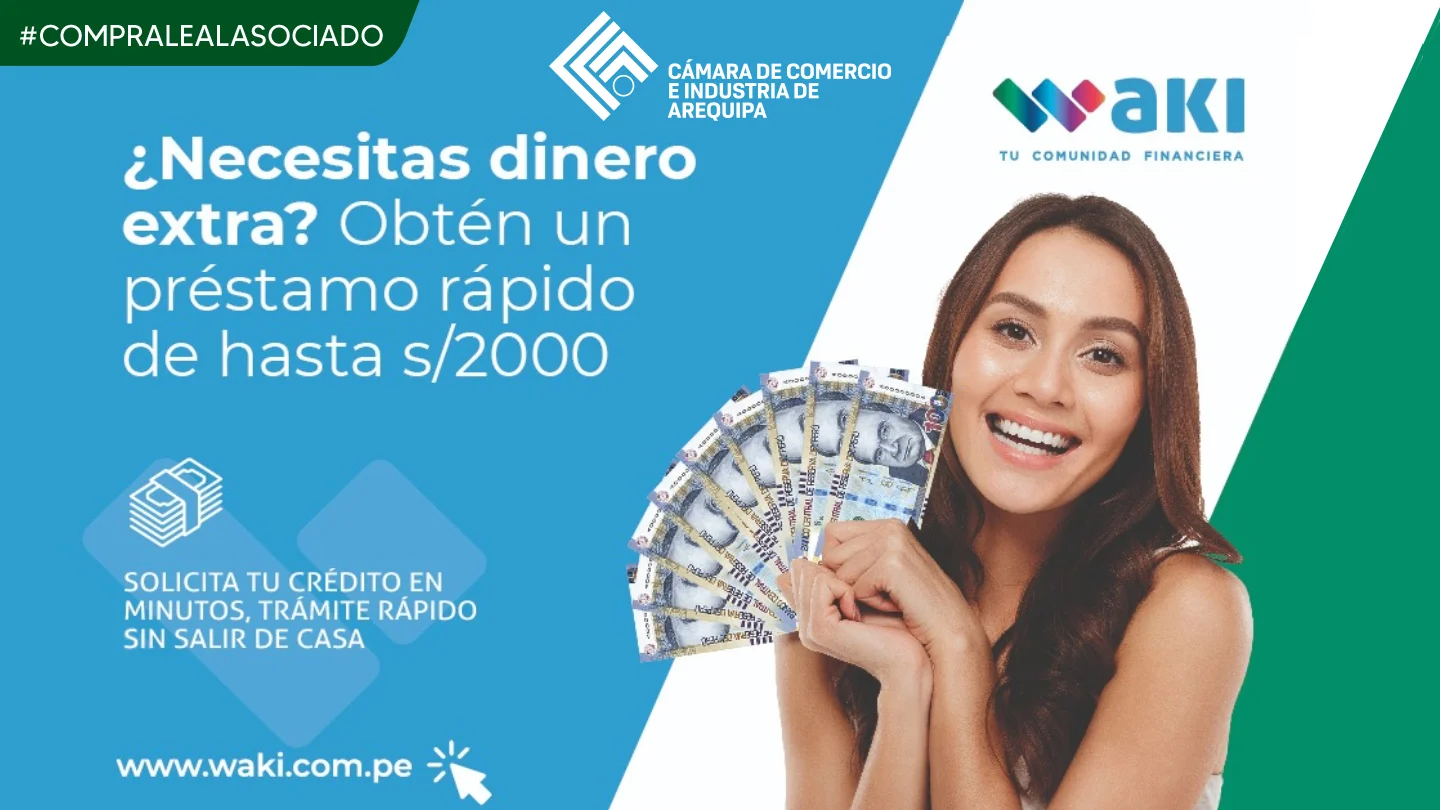 #COMPRALEALASOCIADO
CÁMARA DE COMERCIO
E INDUSTRIA DE
AREQUIPA
waki
TU COMUNIDAD FINANCIERA
¿Necesitas dinero
extra? Obtén un
préstamo rápido
de hasta s/2000
100
SOLICITA TU CRÉDITO EN
MINUTOS, TRÁMITE RÁPIDO
SIN SALIR DE CASA
www.waki.com.pe